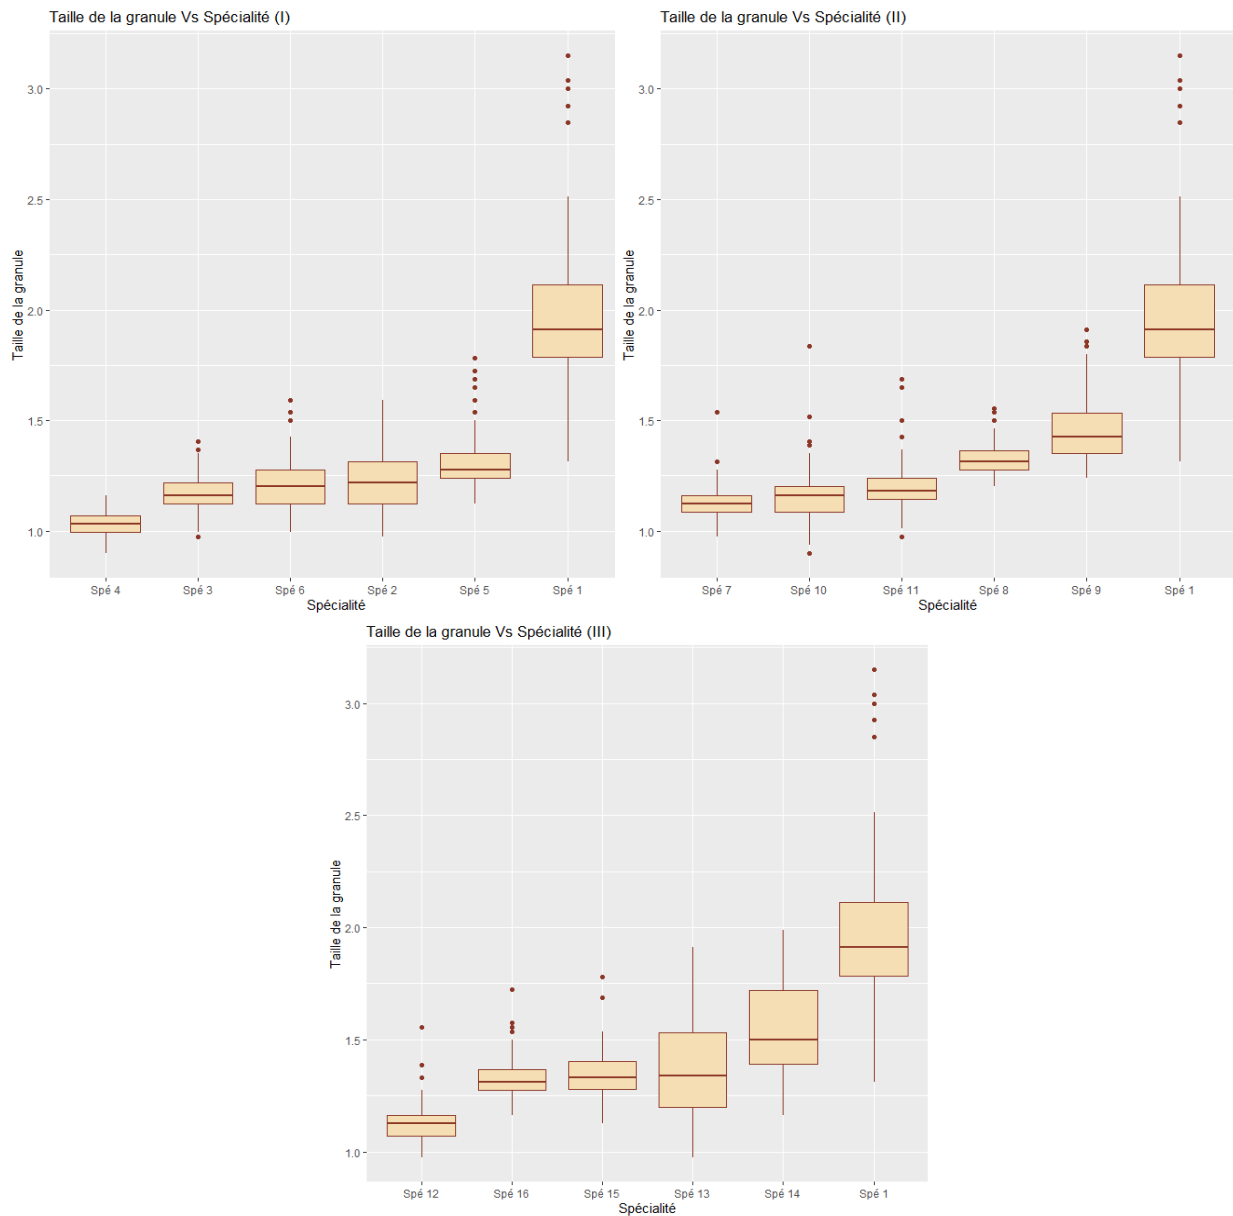 Taille de la granule Vs Spécialité (I)
Taille de la granule
3.0
2.5
2.0
1.5
1.0
Spé 4 Spé 3 Spé 6 Spé 2 Spé 5 Spé 1
Spécialité
Taille de la granule Vs Spécialité (II)
Taille de la granule
3.0
2.5
2.0
1.5
1.0
Spé 7 Spé 10 Spé 11 Spé 8 Spé 9 Spé 1
Spécialité
Taille de la granule Vs Spécialité (III)
Taille de la granule
3.0
2.5
2.0
1.5
1.0
Spé 12 Spé 16 Spé 15 Spé 13 Spé 14 Spé 1
Spécialité